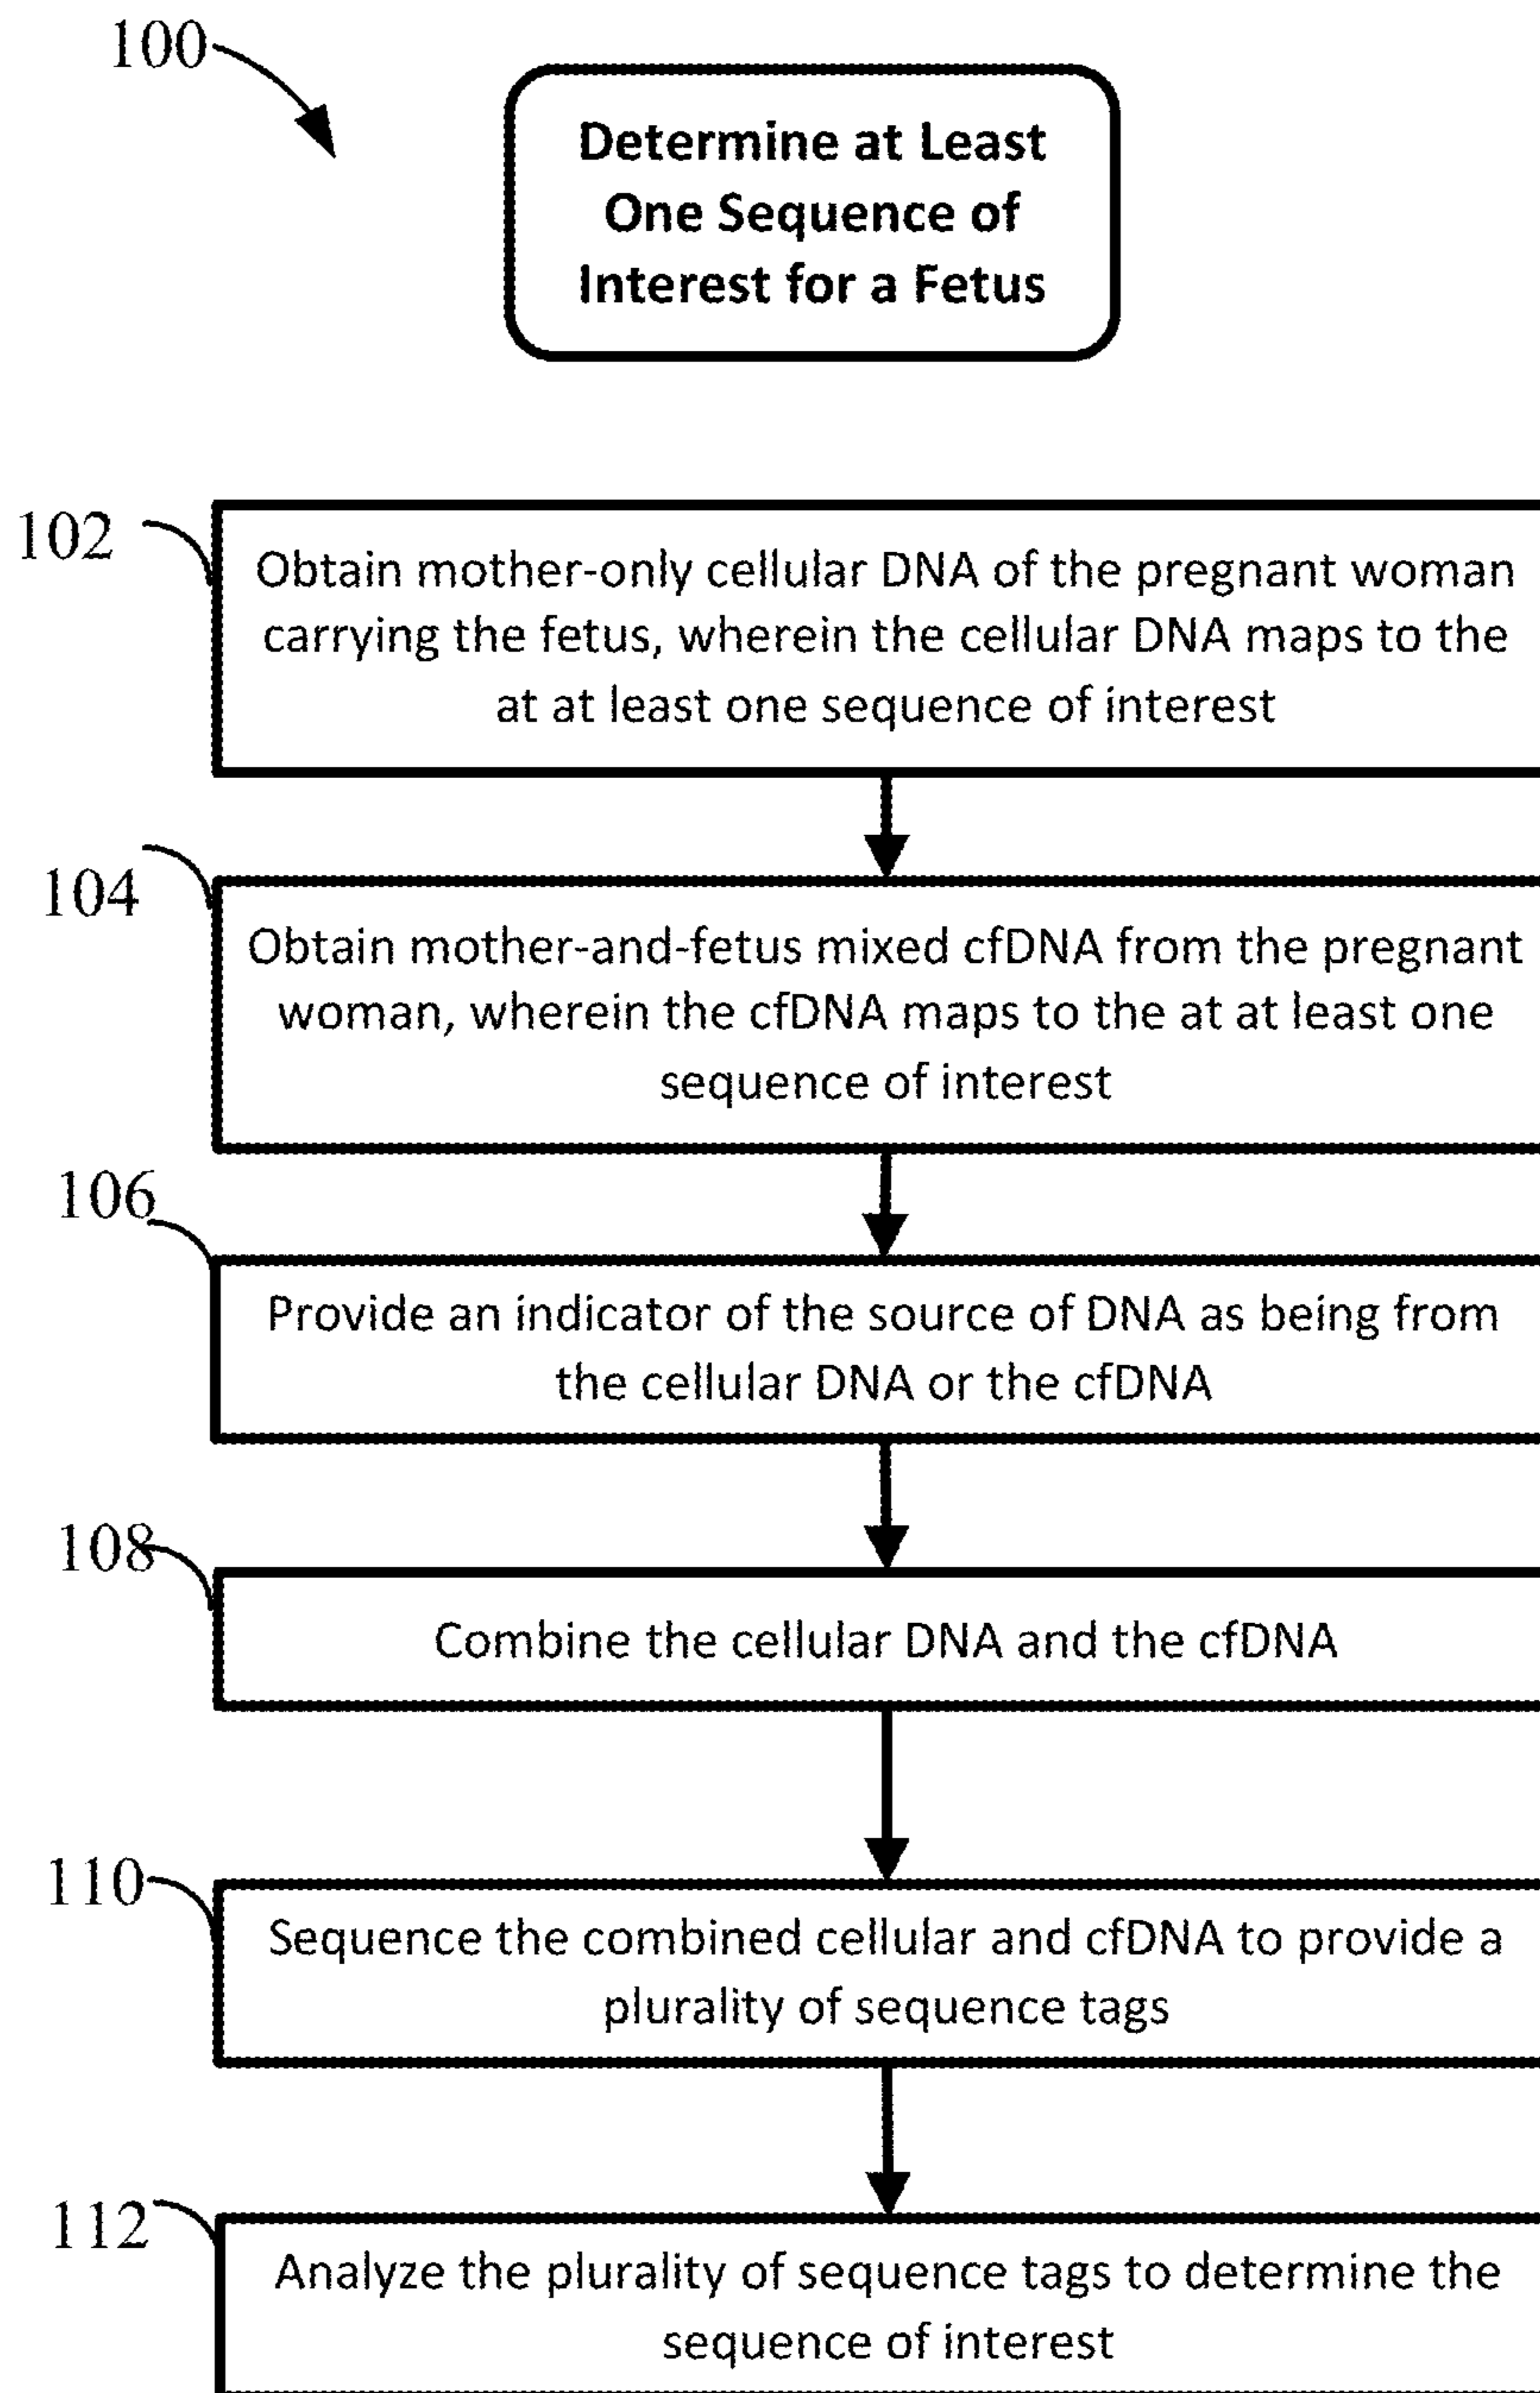 100
Determine at Least
One Sequence of
Interest for a Fetus
102
Obtain mother-only cellular DNA of the pregnant woman
carrying the fetus, wherein the cellular DNA maps to the
at at least one sequence of interest
104
Obtain mother-and-fetus mixed cfDNA from the pregnant
woman, wherein the cfDNA maps to the at at least one
sequence of interest
106
Provide an indicator of the source of DNA as being from
the cellular DNA or the cfDNA
108
Combine the cellular DNA and the cfDNA
110
Sequence the combined cellular and cfDNA to provide a
plurality of sequence tags
112
Analyze the plurality of sequence tags to determine the
sequence of interest